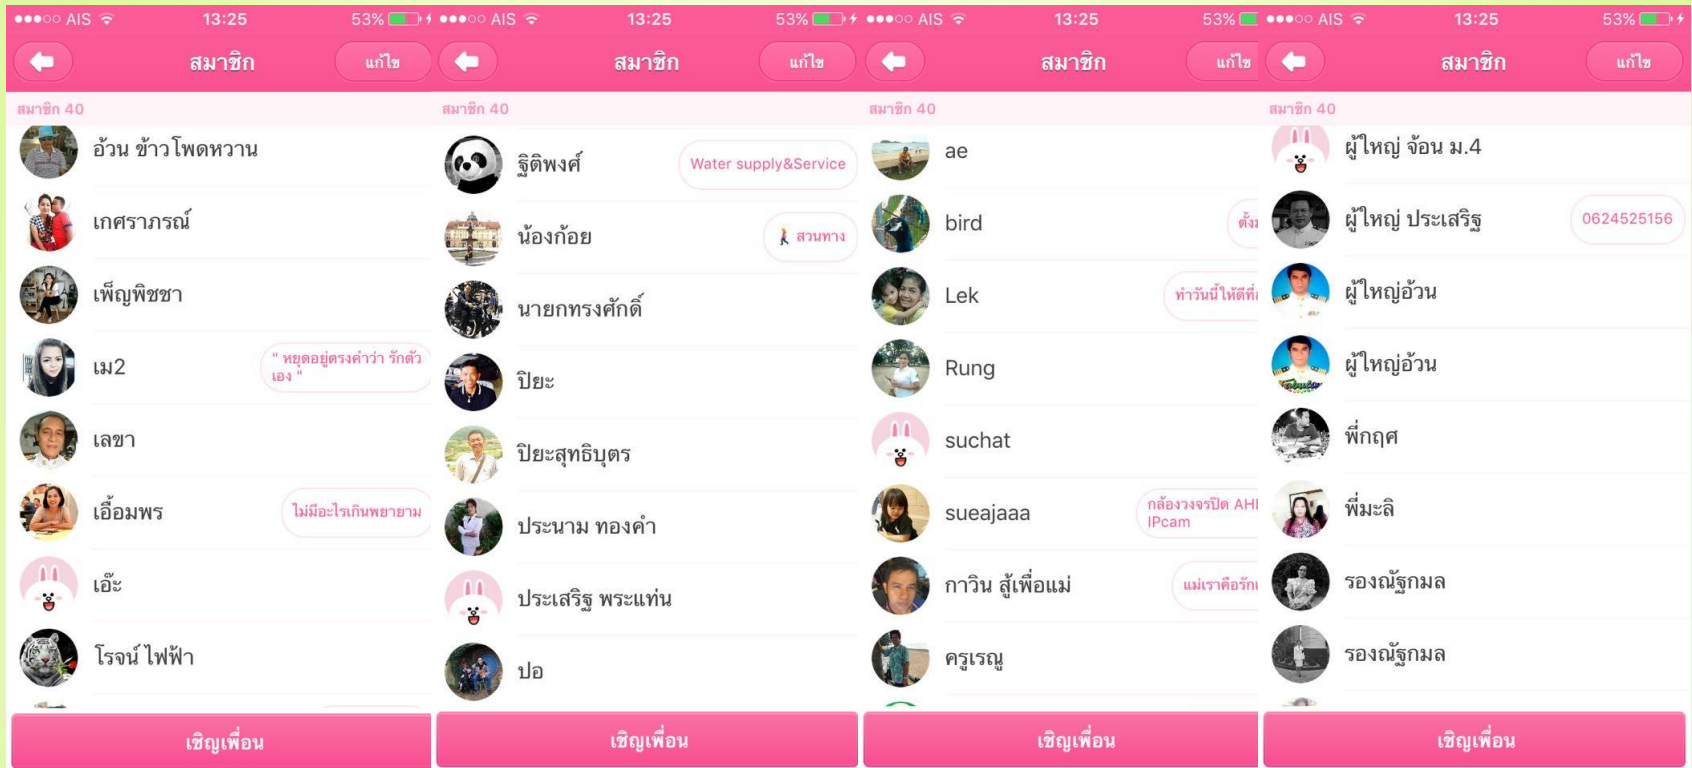 AIS 13:25 53%
สมาชิก
แก้ไข
สมาชิก 40
อ้วน ข้าวโพดหวาน
เกศราภรณ์
เพ็ญพิชชา
เม2
" หยุดอยู่ตรงคำว่า รักตัว
เอง "
เลขา
เอื้อมพร
ไม่มีอะไรเกินพยายาม
เอ๊ะ
โรจน์ ไฟฟ้า
เชิญเพื่อน
AIS 13:25 53%
สมาชิก
แก้ไข
สมาชิก 40
ฐิติพงศ์
Water supply&Service
น้องก้อย
สวนทาง
นายกทรงศักดิ์
ปิยะ
ปิยะสุทธิบุตร
ประนาม ทองคำ
ประเสริฐ พระแท่น
ปอ
เชิญเพื่อน
AIS 13:25 53%
สมาชิก
แก้ไข
สมาชิก 40
ae
bird
Lek
ทำวันนี้ให้ดีที่
Rung
suchat
sueajaaa
กล้องวงจรปิด
IPcam
กาวิน สู้เพื่อแม่
แม่เราคือรัก
ครูเรณู
เชิญเพื่อน
AIS 13:25 53%
สมาชิก
แก้ไข
สมาชิก 40
ผู้ใหญ่ จ้อน ม.4
ผู้ใหญ่ ประเสริฐ
0624525156
ผู้ใหญ่อ้วน
ผู้ใหญ่อ้วน
พี่กฤศ
พี่มะลิ
รองณัฐกมล
รองณัฐกมล
เชิญเพื่อน